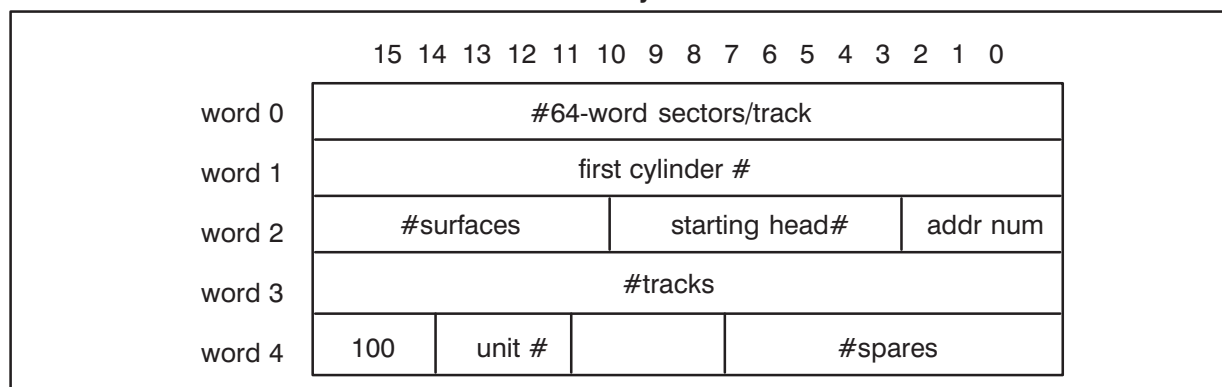 15 14 13 12 11 10 9 8 7 6 5 4 3 2 1 0
word 0 #64-word sectors/track
word 1 first cylinder #
word 2 #surfaces starting head# addr num
word 3 #tracks
word 4 100 unit # #spares